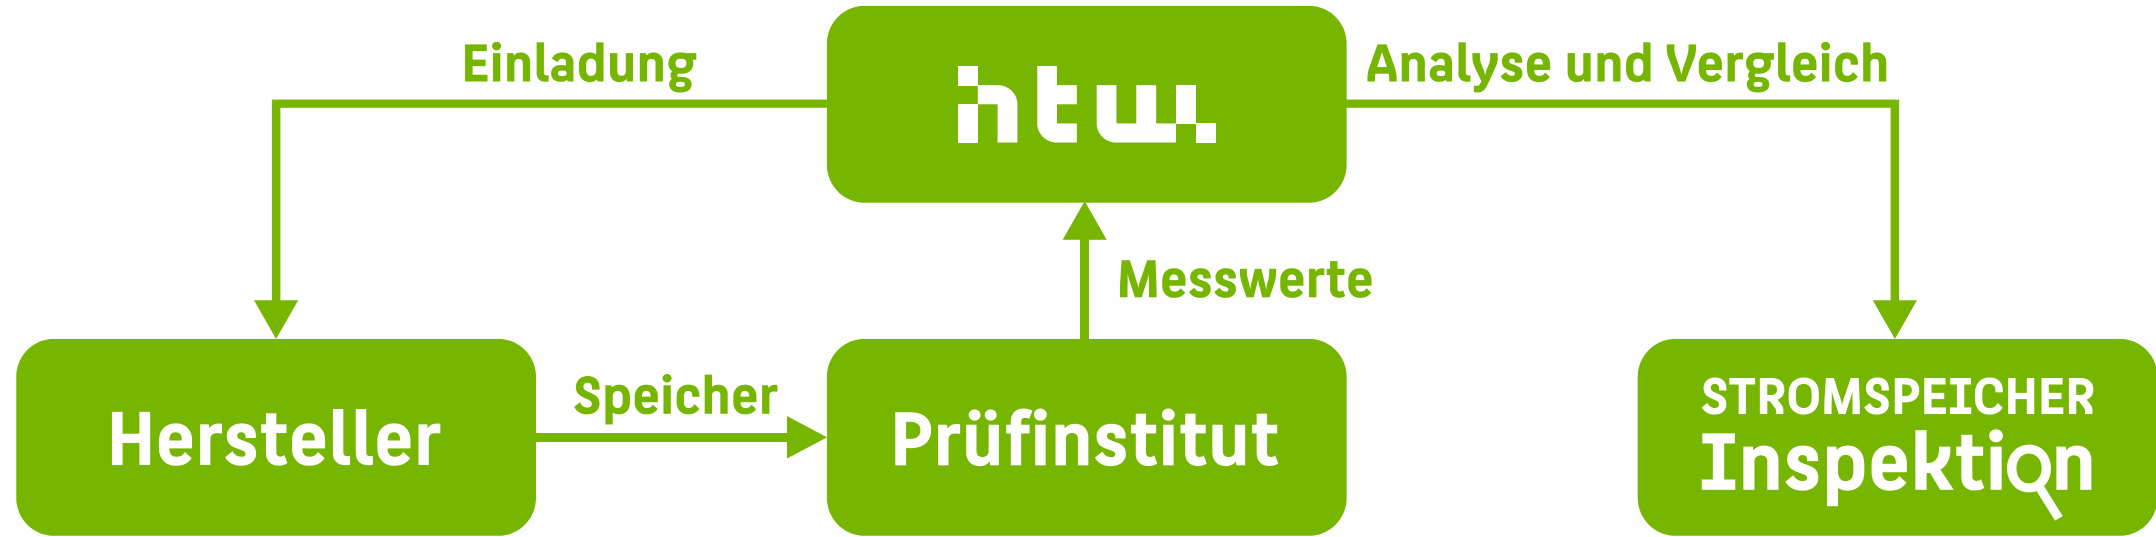 Einladung
htw.
Analyse und Vergleich
Messwerte
Hersteller
Speicher
Prüfinstitut
STROMSPEICHER
Inspektion